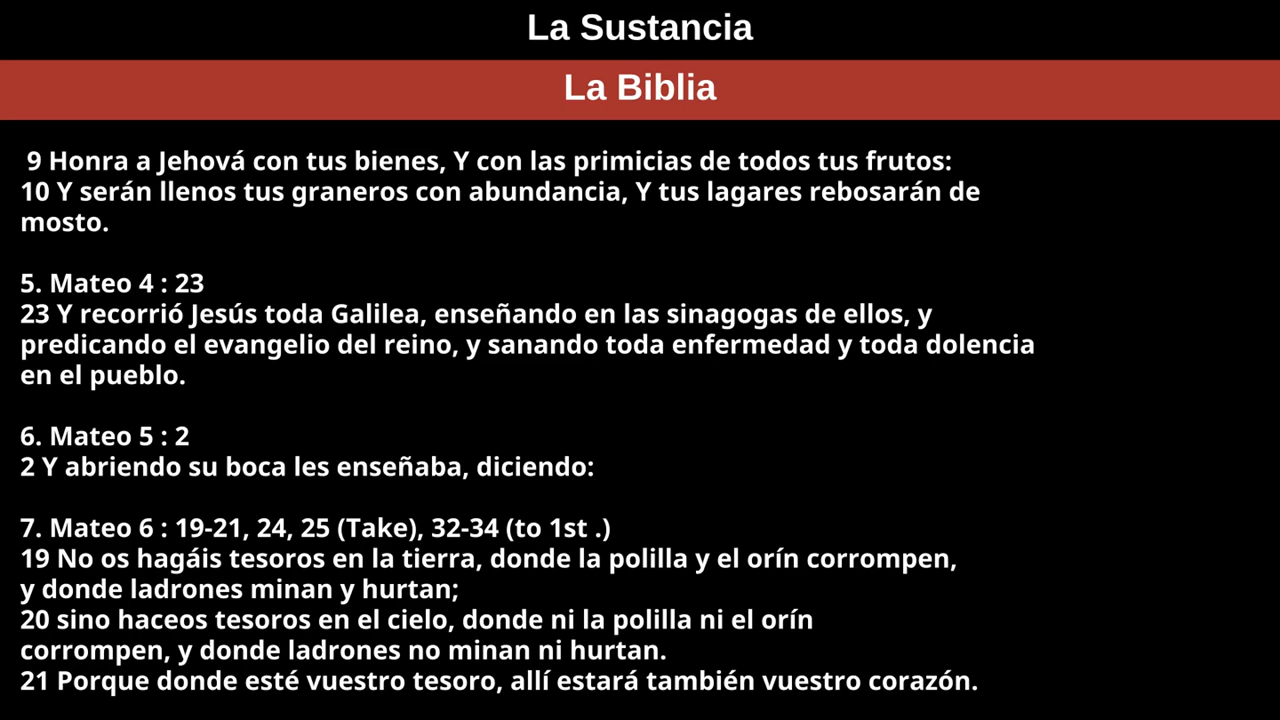 La Sustancia
La Biblia
9 Honra a Jehová con tus bienes, Y con las primicias de todos tus frutos:
10 Y serán llenos tus graneros con abundancia, Y tus lagares rebosarán de
mosto.
5. Mateo 4 : 23
23 Y recorrió Jesús toda Galilea, enseñando en las sinagogas de ellos, y
predicando el evangelio del reino, y sanando toda enfermedad y toda dolencia
en el pueblo.
6. Mateo 5 : 2
2 Y abriendo su boca les enseñaba, diciendo:
7. Mateo 6 : 19-21, 24, 25 (Take), 32-34 (to 1st .)
19 No os hagáis tesoros en la tierra, donde la polilla y el orín corrompen,
y donde ladrones minan y hurtan;
20 sino haceos tesoros en el cielo, donde ni la polilla ni el orín
corrompen, y donde ladrones no minan ni hurtan.
21 Porque donde esté vuestro tesoro, allí estará también vuestro corazón.